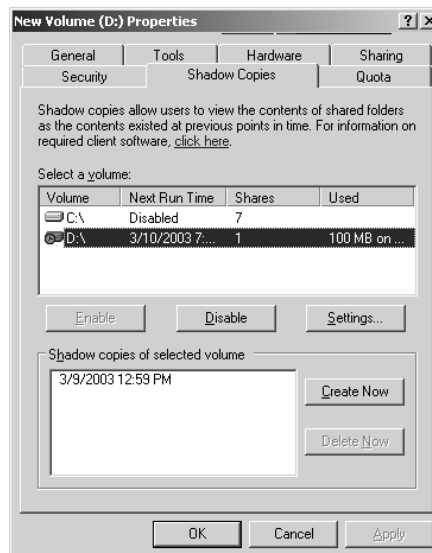 New Volume (D:) Properties ? X
General Tools Hardware Sharing
Security Shadow Copies Quota
Shadow copies allow users to view the contents of shared folders
as the contents existed at previous points in time. For information on
required client software, click here.
Select a volume:
Volume Next Run Time Shares Used
C:\ Disabled 7
D:\ 3/10/2003 7:... 1 100 MB on ...
Enable Disable Settings...
Shadow copies of selected volume
3/9/2003 12:59 PM
Create Now
Delete Now
OK Cancel Apply